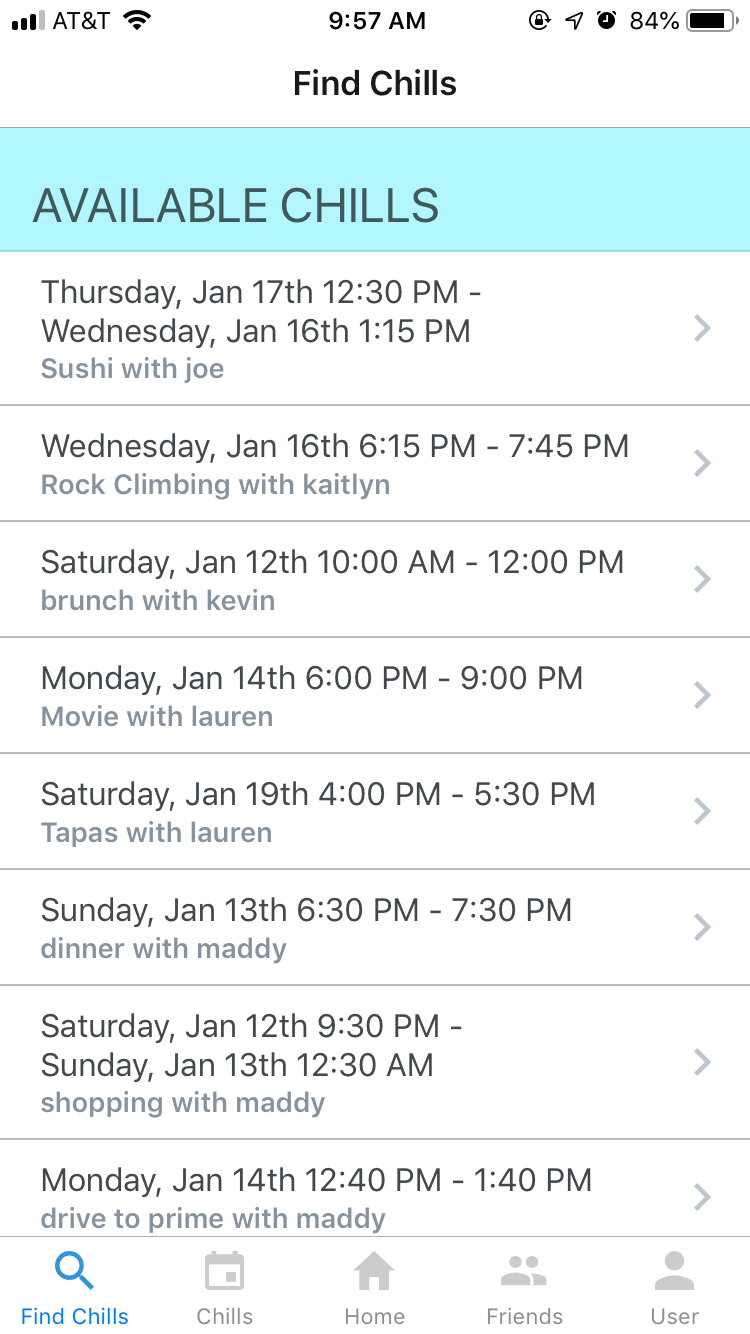 AT&T 9:57 AM 84%
Find Chills
AVAILABLE CHILLS
Thursday, Jan 17th 12:30 PM -
Wednesday, Jan 16th 1:15 PM
Sushi with joe
Wednesday, Jan 16th 6:15 PM - 7:45 PM
Rock Climbing with kaitlyn
Saturday, Jan 12th 10:00 AM - 12:00 PM
brunch with kevin
Monday, Jan 14th 6:00 PM - 9:00 PM
Movie with lauren
Saturday, Jan 19th 4:00 PM - 5:30 PM
Tapas with lauren
Sunday, Jan 13th 6:30 PM - 7:30 PM
dinner with maddy
Saturday, Jan 12th 9:30 PM -
Sunday, Jan 13th 12:30 AM
shopping with maddy
Monday, Jan 14th 12:40 PM - 1:40 PM
drive to prime with maddy
Find Chills Chills Home Friends User